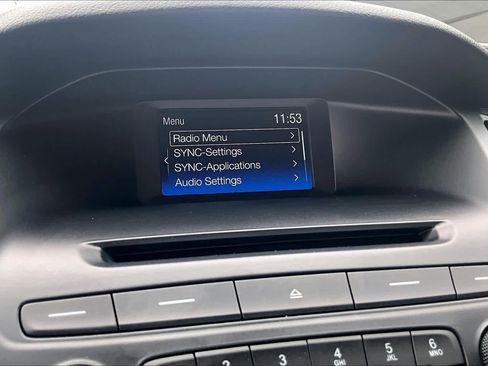 Menu 11:53
Radio Menu
SYNC-Settings
SYNC-Applications
Audio Settings
2 3 4 GHI 5 JKL 6 MNO